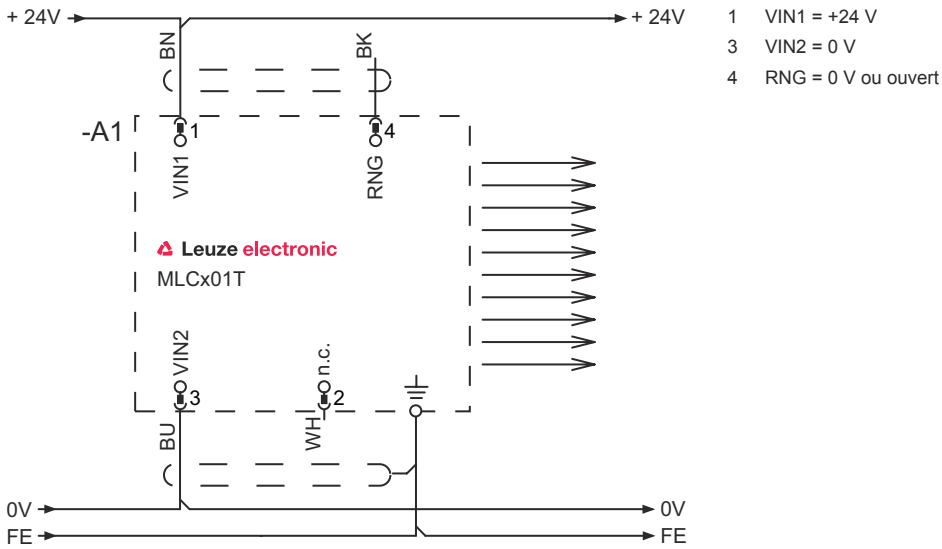 + 24V
+ 24V
1 VIN1 = +24 V
3 VIN2 = 0 V
4 RNG = 0 V ou ouvert
BN
BK
-A1
1
4
VIN1
RNG
Leuze electronic
MLCx01T
VIN2
n.c.
3
2
BU
WH
0V
0V
FE
FE